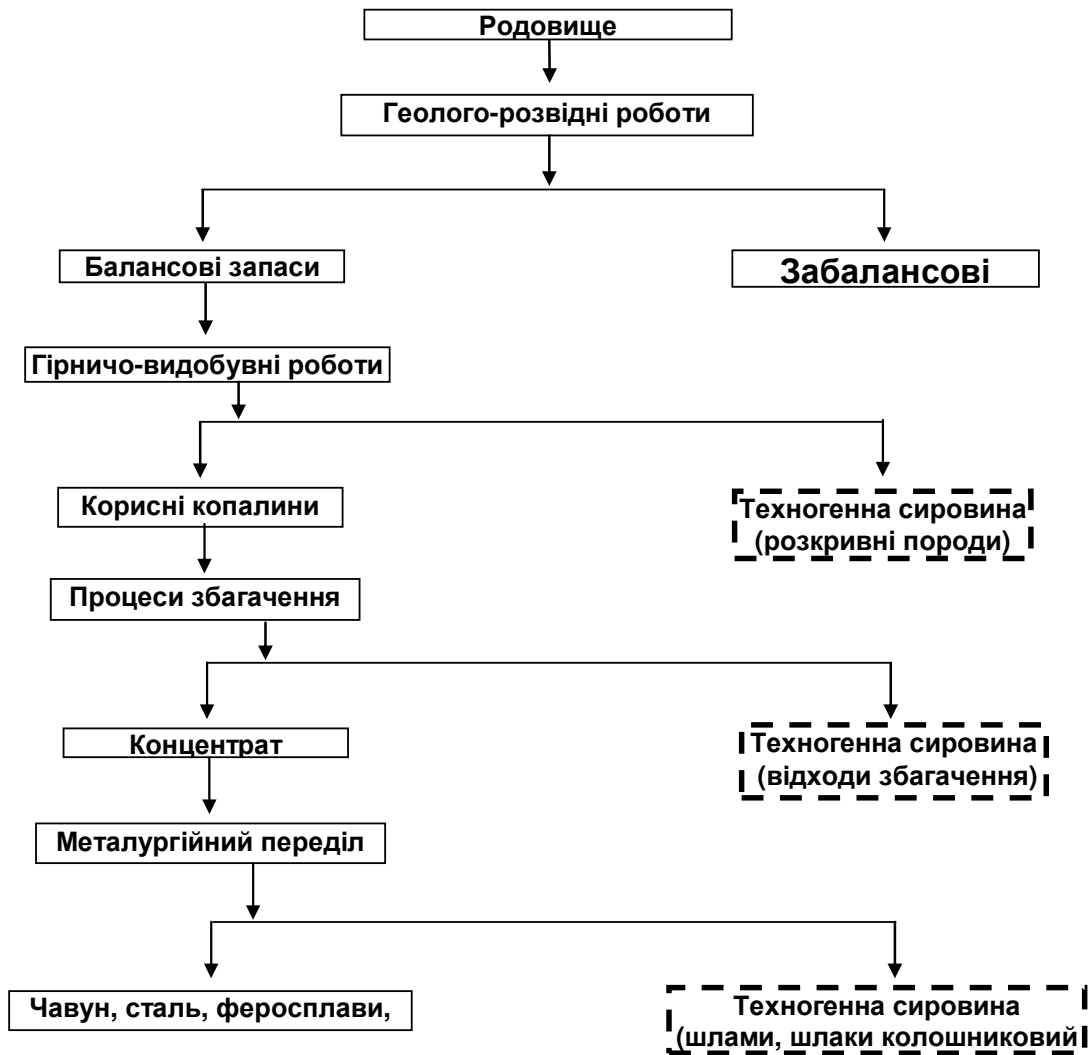 Родовище
Геолого-розвідні роботи
Балансові запаси
Забалансові
Гірничо-видобувні роботи
Корисні копалини
Техногенна сировина
(розкривні породи)
Процеси збагачення
Концентрат
Техногенна сировина
(відходи збагачення)
Металургійний переділ
Чавун, сталь, феросплави,
Техногенна сировина
(шлами, шлаки колошниковий